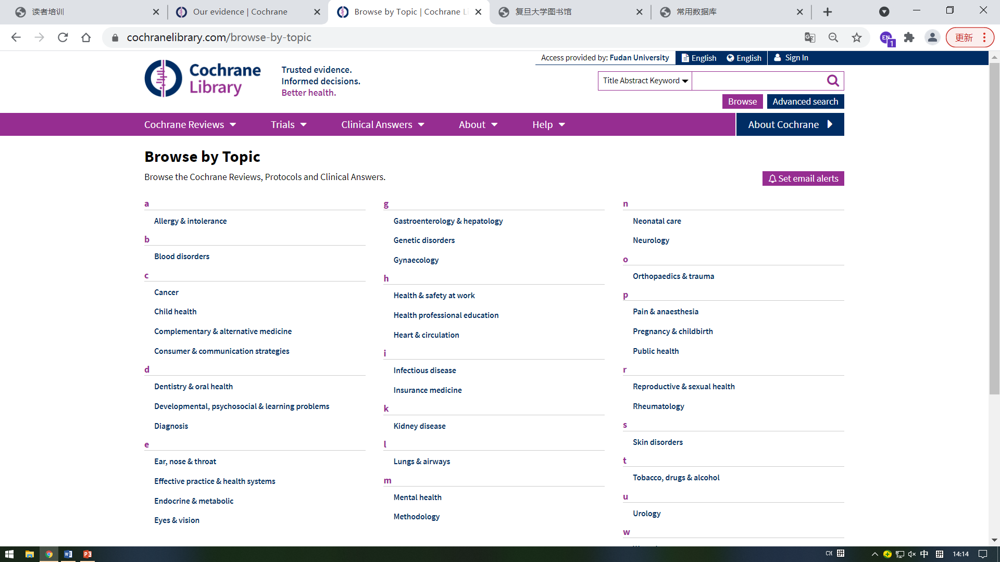 读者培训
Our evidence | Cochrane
Browse by Topic | Cochrane Li
复旦大学图书馆
常用数据库
cochranelibrary.com/browse-by-topic
EN
1
更新
Access provided by: Fudan University
English
English
Sign In
Cochrane
Library
Trusted evidence.
Informed decisions.
Better health.
Title Abstract Keyword
Browse
Advanced search
Cochrane Reviews
Trials
Clinical Answers
About
Help
About Cochrane
Browse by Topic
Browse the Cochrane Reviews, Protocols and Clinical Answers.
Set email alerts
a
Allergy & intolerance
b
Blood disorders
c
Cancer
Child health
Complementary & alternative medicine
Consumer & communication strategies
d
Dentistry & oral health
Developmental, psychosocial & learning problems
Diagnosis
e
Ear, nose & throat
Effective practice & health systems
Endocrine & metabolic
Eyes & vision
g
Gastroenterology & hepatology
Genetic disorders
Gynaecology
h
Health & safety at work
Health professional education
Heart & circulation
i
Infectious disease
Insurance medicine
k
Kidney disease
l
Lungs & airways
m
Mental health
Methodology
n
Neonatal care
Neurology
o
Orthopaedics & trauma
p
Pain & anaesthesia
Pregnancy & childbirth
Public health
r
Reproductive & sexual health
Rheumatology
s
Skin disorders
t
Tobacco, drugs & alcohol
u
Urology
w
CH 拼
中
拼
14:14